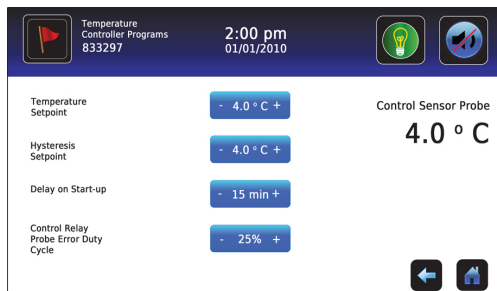 Temperature
Controller Programs
833297
2:00 pm
01/01/2010
Temperature
Setpoint
- 4.0 ° C +
Hysteresis
Setpoint
- 4.0 ° C +
Delay on Start-up
- 15 min +
Control Relay
Probe Error Duty
Cycle
- 25% +
Control Sensor Probe
4.0 ° C